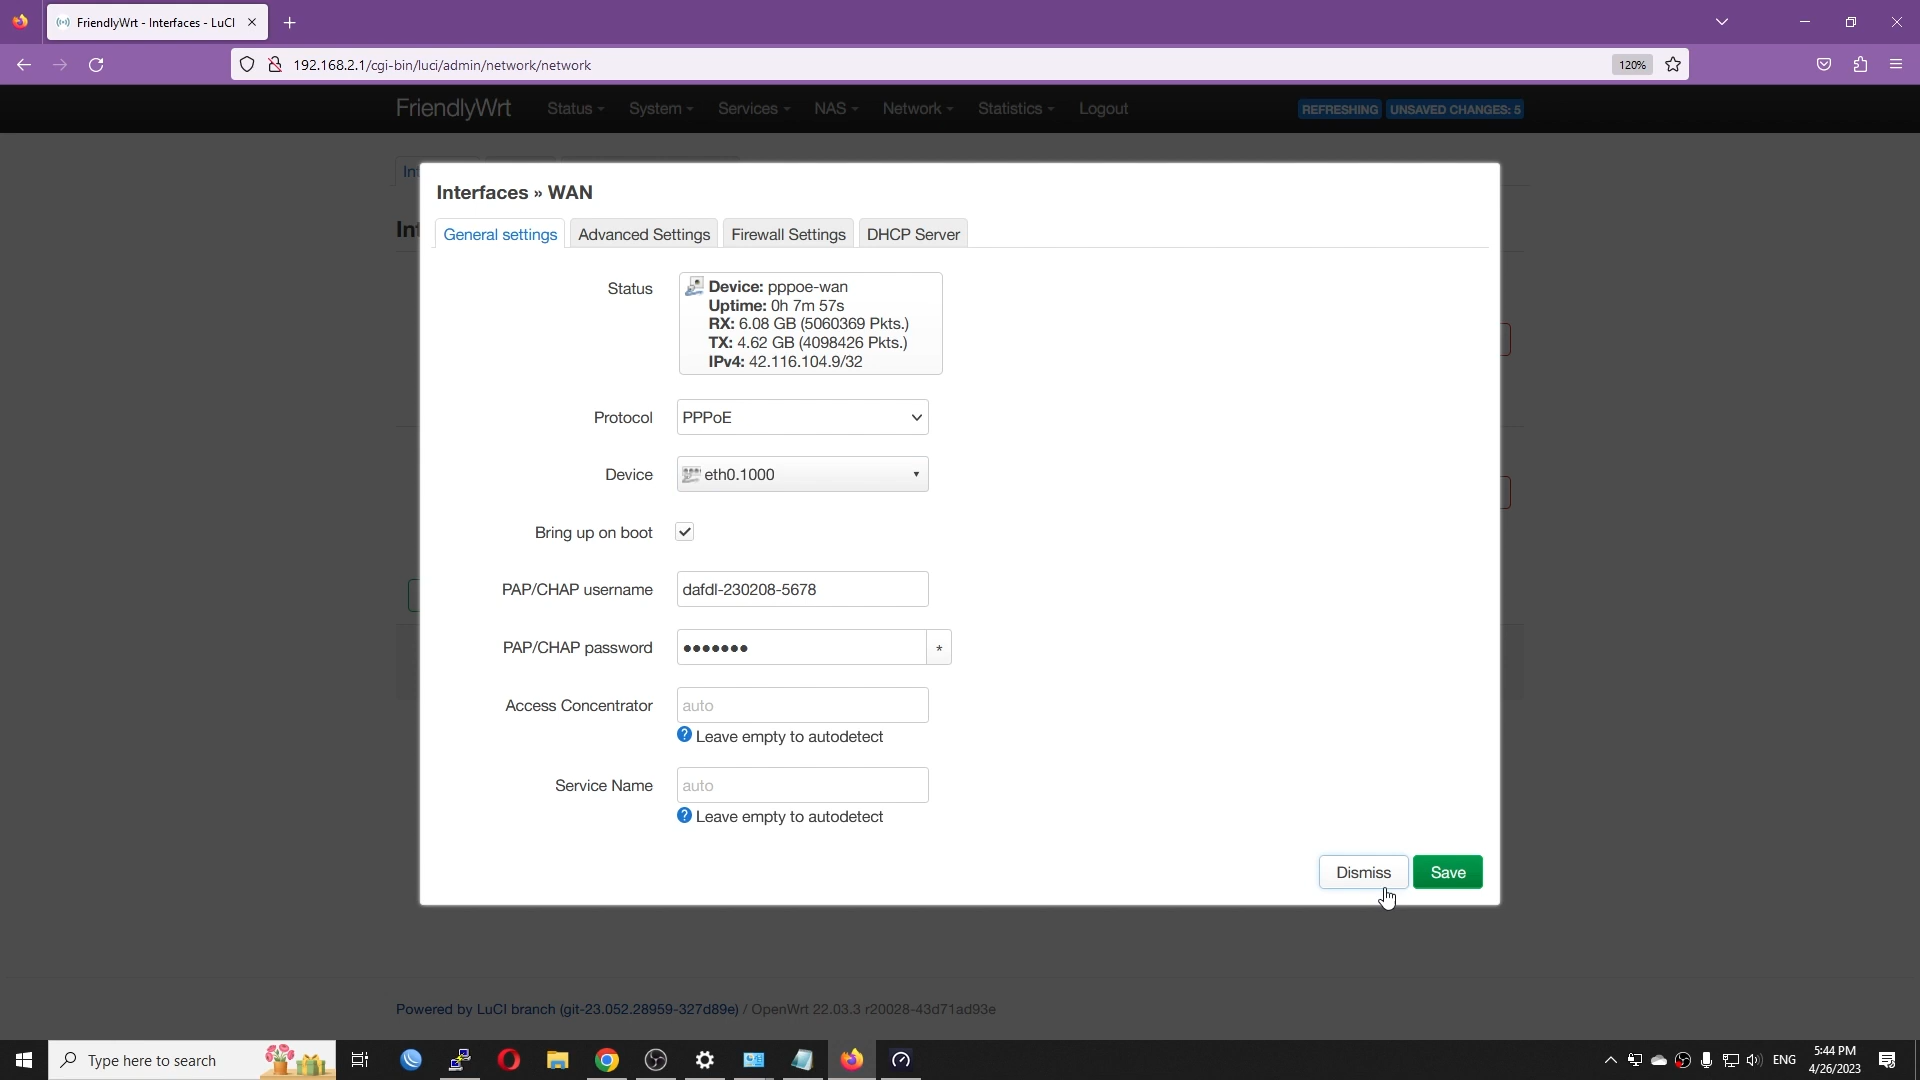 FriendlyWrt - Interfaces - LuCI
192.168.2.1/cgi-bin/luci/admin/network/network
120%
FriendlyWrt Status System Services NAS Network Statistics Logout REFRESHING UNSAVED CHANGES: 5
Int
Int
Interfaces » WAN
General settings Advanced Settings Firewall Settings DHCP Server
Status
Device: pppoe-wan
Uptime: 0h 7m 57s
RX: 6.08 GB (5060369 Pkts.)
TX: 4.62 GB (4098426 Pkts.)
IPv4: 42.116.104.9/32
Protocol PPPoE
Device eth0.1000
Bring up on boot
PAP/CHAP username dafdl-230208-5678
PAP/CHAP password ••••••• *
Access Concentrator auto
Leave empty to autodetect
Service Name auto
Leave empty to autodetect
Dismiss Save
Powered by LuCI branch (git-23.052.28959-327d89e) / OpenWrt 22.03.3 r20028-43d71ad93e
Type here to search
ENG
5:44 PM
4/26/2023